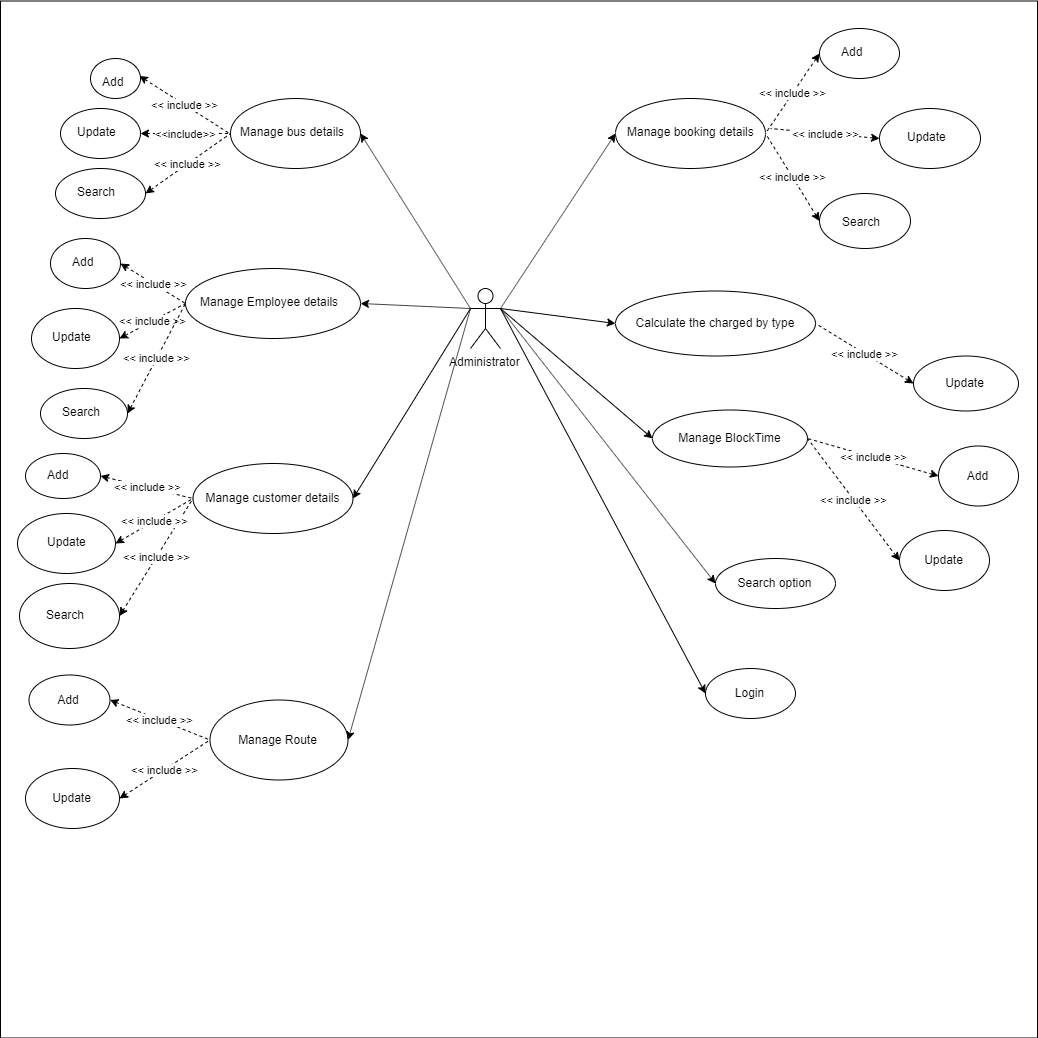 Add
<< include >>
Update
<<include>>
Manage bus details
<< include >>
Search
Add
<< include >>
Manage Employee details
<< include >>
Update
<< include >>
Search
Add
<< include >>
Manage customer details
<< include >>
Update
<< include >>
Search
Add
<< include >>
Manage Route
<< include >>
Update
Administrator
Add
<< include >>
Manage booking details
<< include >>
Update
<< include >>
Search
Calculate the charged by type
<< include >>
Update
Manage BlockTime
<< include >>
Add
<< include >>
Update
Search option
Login